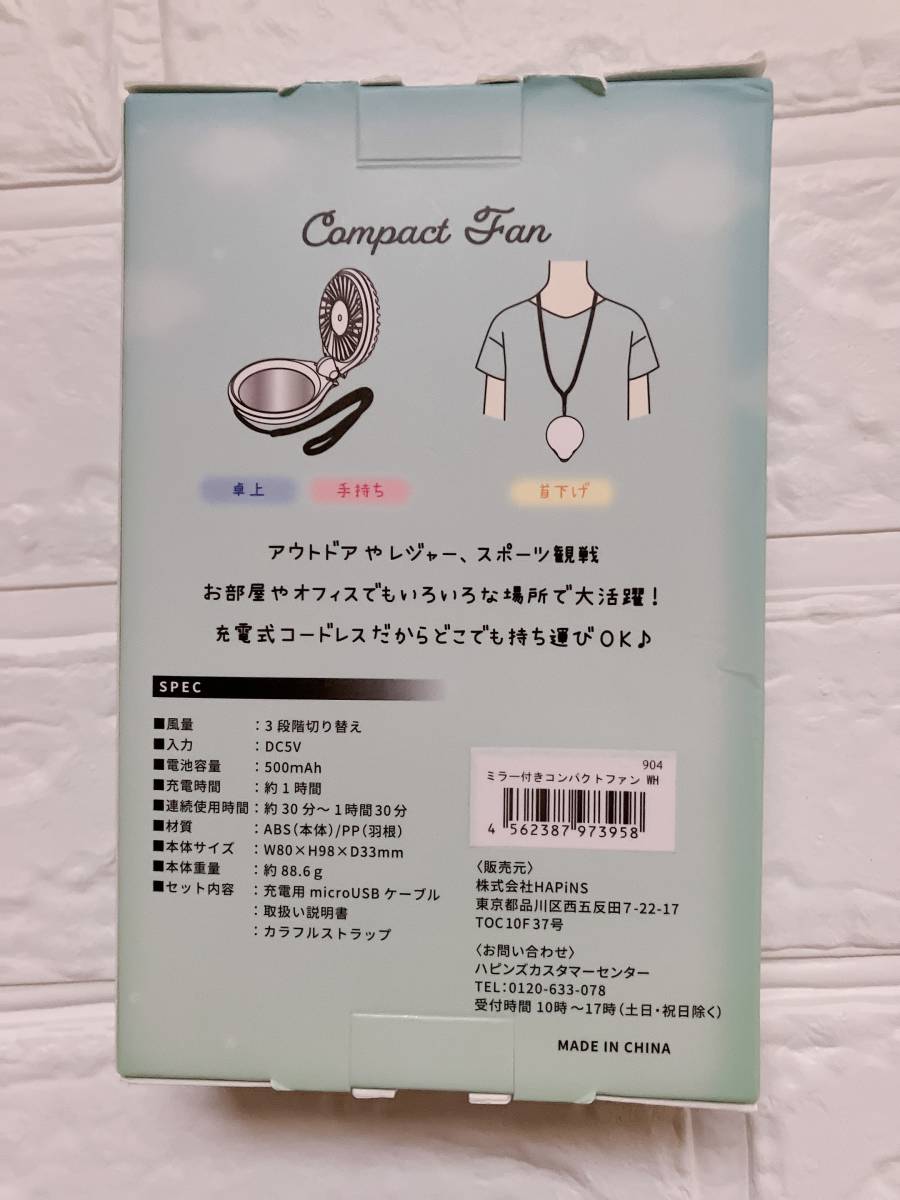 Compact Fan
卓上
手持ち
首下げ
アウトドアやレジャー、スポーツ観戦
お部屋やオフィスでもいろいろな場所で大活躍！
充電式コードレスだからどこでも持ち運びOK♪
SPEC
■風量 ：3段階切り替え
■入力 ：DC5V
■電池容量 ：500mAh
■充電時間 ：約1時間
■連続使用時間：約30分～1時間30分
■材質 ：ABS（本体）/PP（羽根）
■本体サイズ ：W80×H98×D33mm
■本体重量 ：約88.6g
■セット内容 ：充電用microUSBケーブル
：取扱い説明書
：カラフルストラップ
904
ミラー付きコンパクトファン WH
4 562387 973958
〈販売元〉
株式会社HAPiNS
東京都品川区西五反田7-22-17
TOC10F37号
〈お問い合わせ〉
ハピンズカスタマーセンター
TEL：0120-633-078
受付時間 10時～17時（土日・祝日除く）
MADE IN CHINA